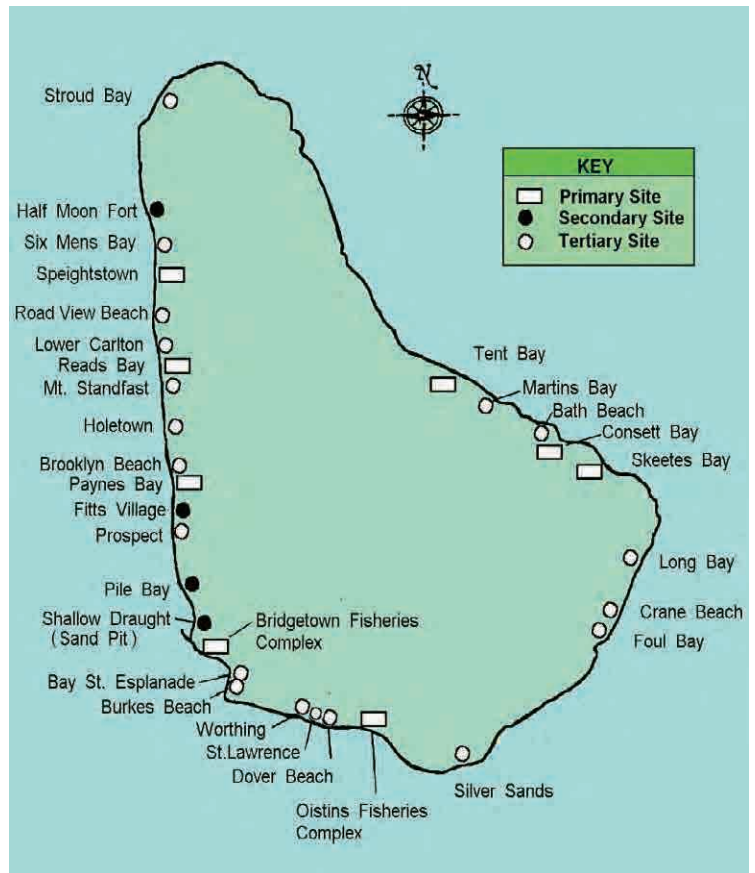 Stroud Bay
N
KEY
Primary Site
Secondary Site
Tertiary Site
Half Moon Fort
Six Mens Bay
Speightstown
Road View Beach
Lower Carlton
Reads Bay
Mt. Standfast
Holetown
Brooklyn Beach
Paynes Bay
Fitts Village
Prospect
Pile Bay
Shallow Draught
(Sand Pit)
Bridgetown Fisheries
Complex
Bay St. Esplanade
Burkes Beach
Worthing
St.Lawrence
Dover Beach
Oistins Fisheries
Complex
Silver Sands
Tent Bay
Martins Bay
Bath Beach
Consett Bay
Skeetes Bay
Long Bay
Crane Beach
Foul Bay